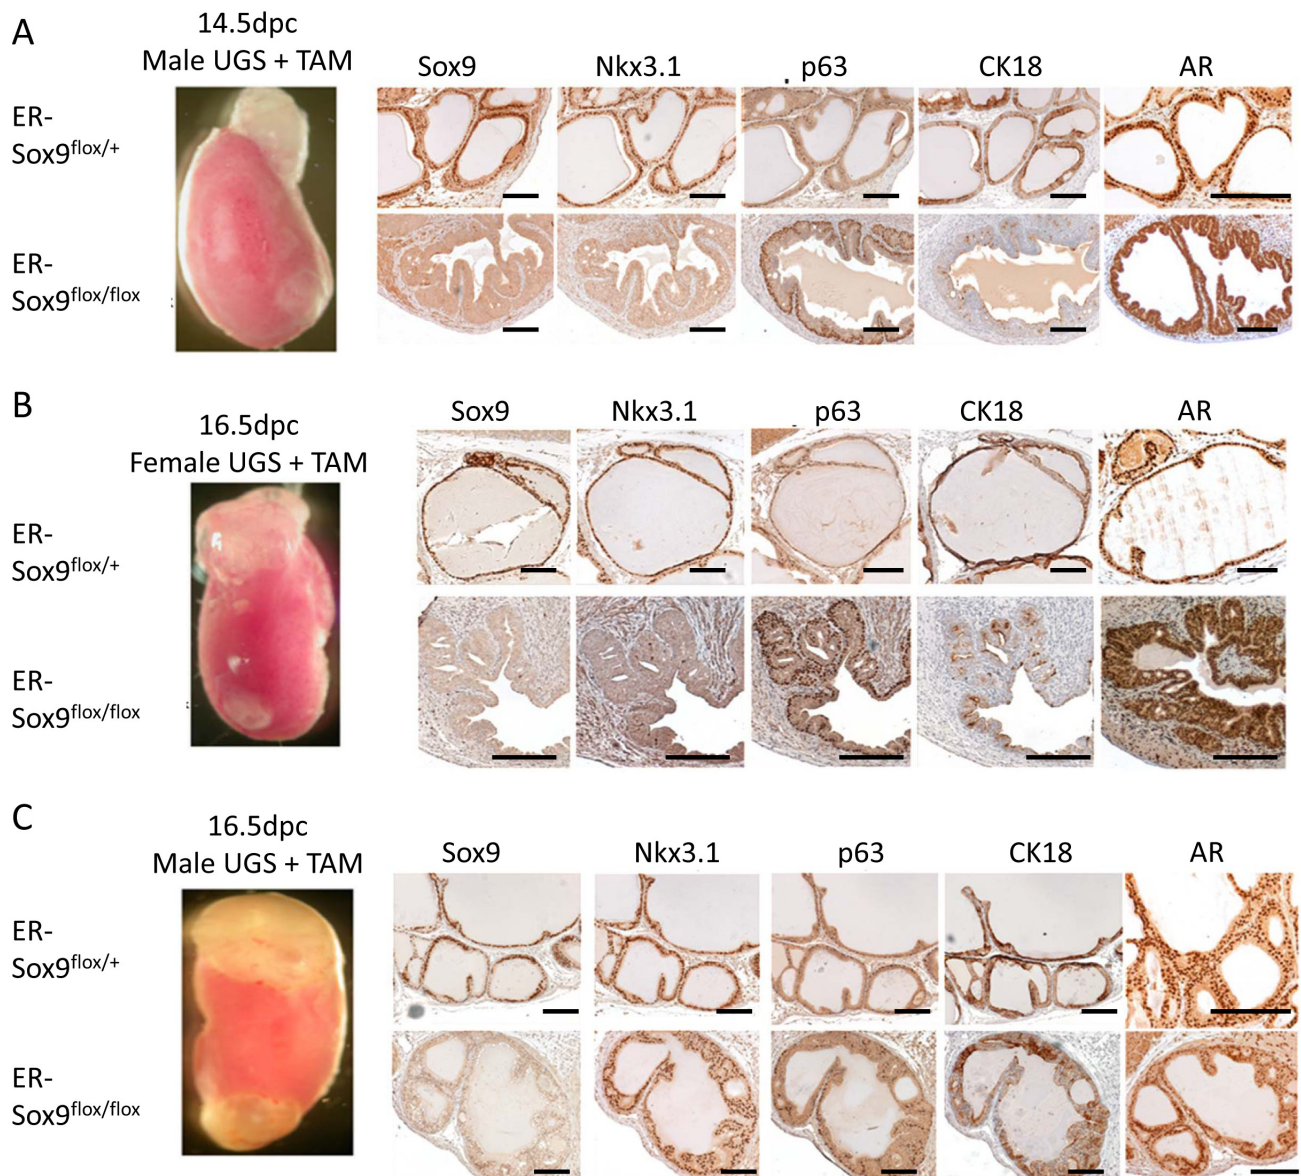 A
14.5dpc
Male UGS + TAM
Sox9 Nkx3.1 p63 CK18 AR
ER-
Sox9flox/+
ER-
Sox9flox/flox
B
16.5dpc
Female UGS + TAM
Sox9 Nkx3.1 p63 CK18 AR
ER-
Sox9flox/+
ER-
Sox9flox/flox
C
16.5dpc
Male UGS + TAM
Sox9 Nkx3.1 p63 CK18 AR
ER-
Sox9flox/+
ER-
Sox9flox/flox